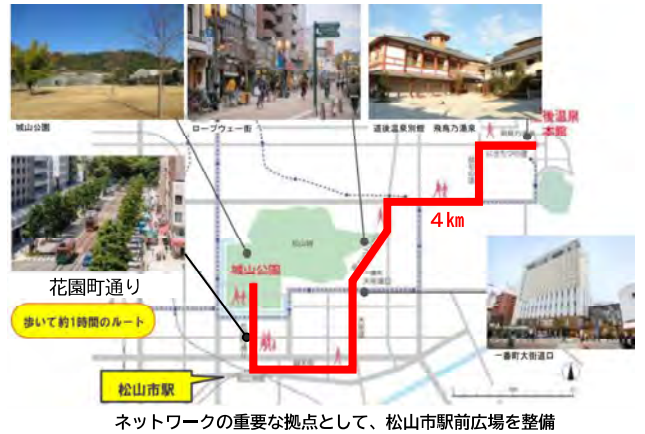 城山公園
ロープウェー街
道後温泉別館 飛鳥乃湯泉
後温泉
本館
4km
松山城
城山公園
花園町通り
歩いて約1時間のルート
一番町大街道口
松山市駅
ネットワークの重要な拠点として、松山市駅前広場を整備